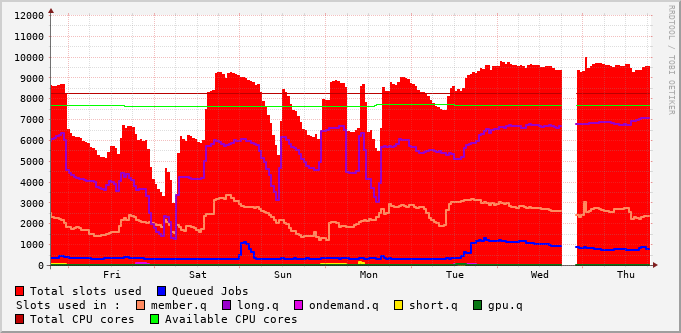 RRDTOOL / TOBI OETIKER
12000
11000
10000
9000
8000
7000
6000
5000
4000
3000
2000
1000
0
Fri Sat Sun Mon Tue Wed Thu
Total slots used Queued Jobs
Slots used in : member.q long.q ondemand.q short.q gpu.q
Total CPU cores
Available CPU cores